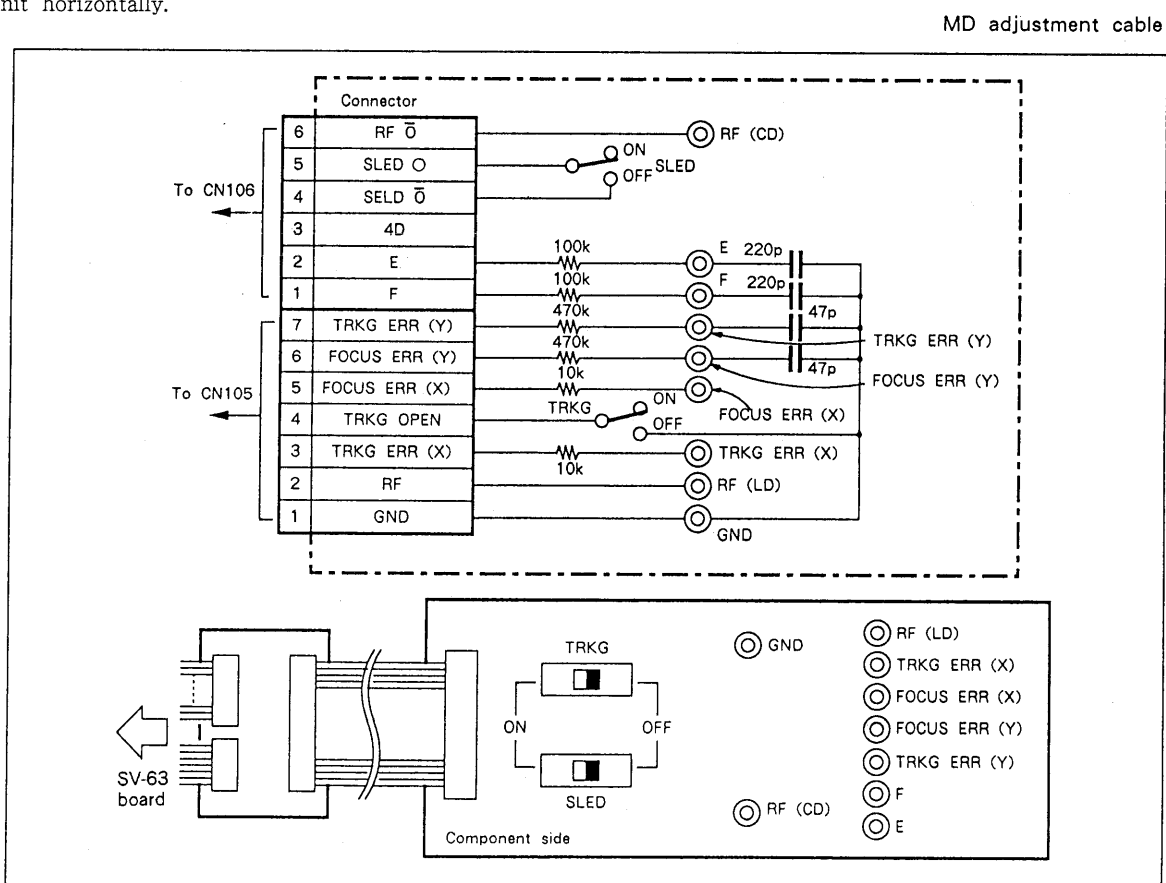 nit horizontally.
MD adjustment cable
Connector
6 RF O̅ RF (CD)
ON
5 SLED O SLED
OFF
To CN106
4 SELD O̅
3 4D
100k E 220p
2 E
100k F 220p
1 F
470k 47p
7 TRKG ERR (Y) TRKG ERR (Y)
470k
6 FOCUS ERR (Y) 47p
10k FOCUS ERR (Y)
To CN105
5 FOCUS ERR (X)
TRKG ON FOCUS ERR (X)
4 TRKG OPEN OFF
3 TRKG ERR (X) TRKG ERR (X)
10k
2 RF RF (LD)
1 GND
GND
TRKG
ON OFF
SLED
GND
RF (CD)
RF (LD)
TRKG ERR (X)
FOCUS ERR (X)
FOCUS ERR (Y)
TRKG ERR (Y)
F
E
SV-63
board
Component side